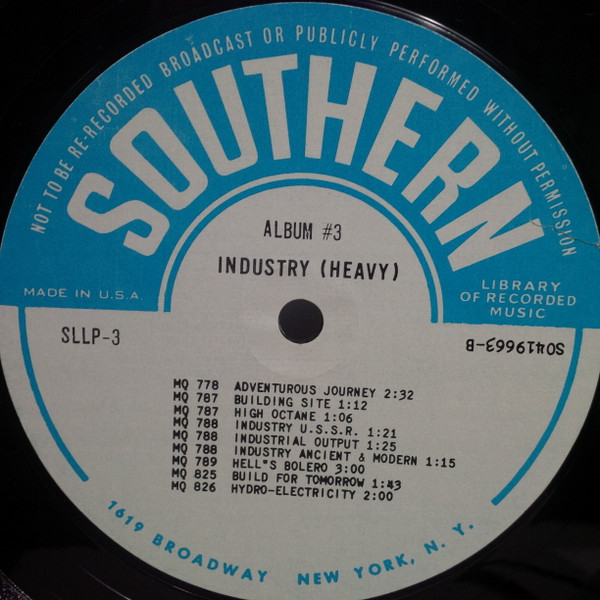 NOT TO BE RE-RECORDED BROADCAST OR PUBLICLY PERFORMED WITHOUT PERMISSION
SOUTHERN
ALBUM #3
INDUSTRY (HEAVY)
MADE IN U.S.A.
LIBRARY
OF RECORDED
MUSIC
SLLP-3
SO419663-B
MQ 778 ADVENTUROUS JOURNEY 2:32
MQ 787 BUILDING SITE 1:12
MQ 787 HIGH OCTANE 1:06
MQ 788 INDUSTRY U.S.S.R. 1:21
MQ 788 INDUSTRIAL OUTPUT 1:25
MQ 788 INDUSTRY ANCIENT & MODERN 1:15
MQ 789 HELL"S BOLERO 3:00
MQ 825 BUILD FOR TOMORROW 1:43
MQ 826 HYDRO-ELECTRICITY 2:00
1619 BROADWAY NEW YORK, N. Y.